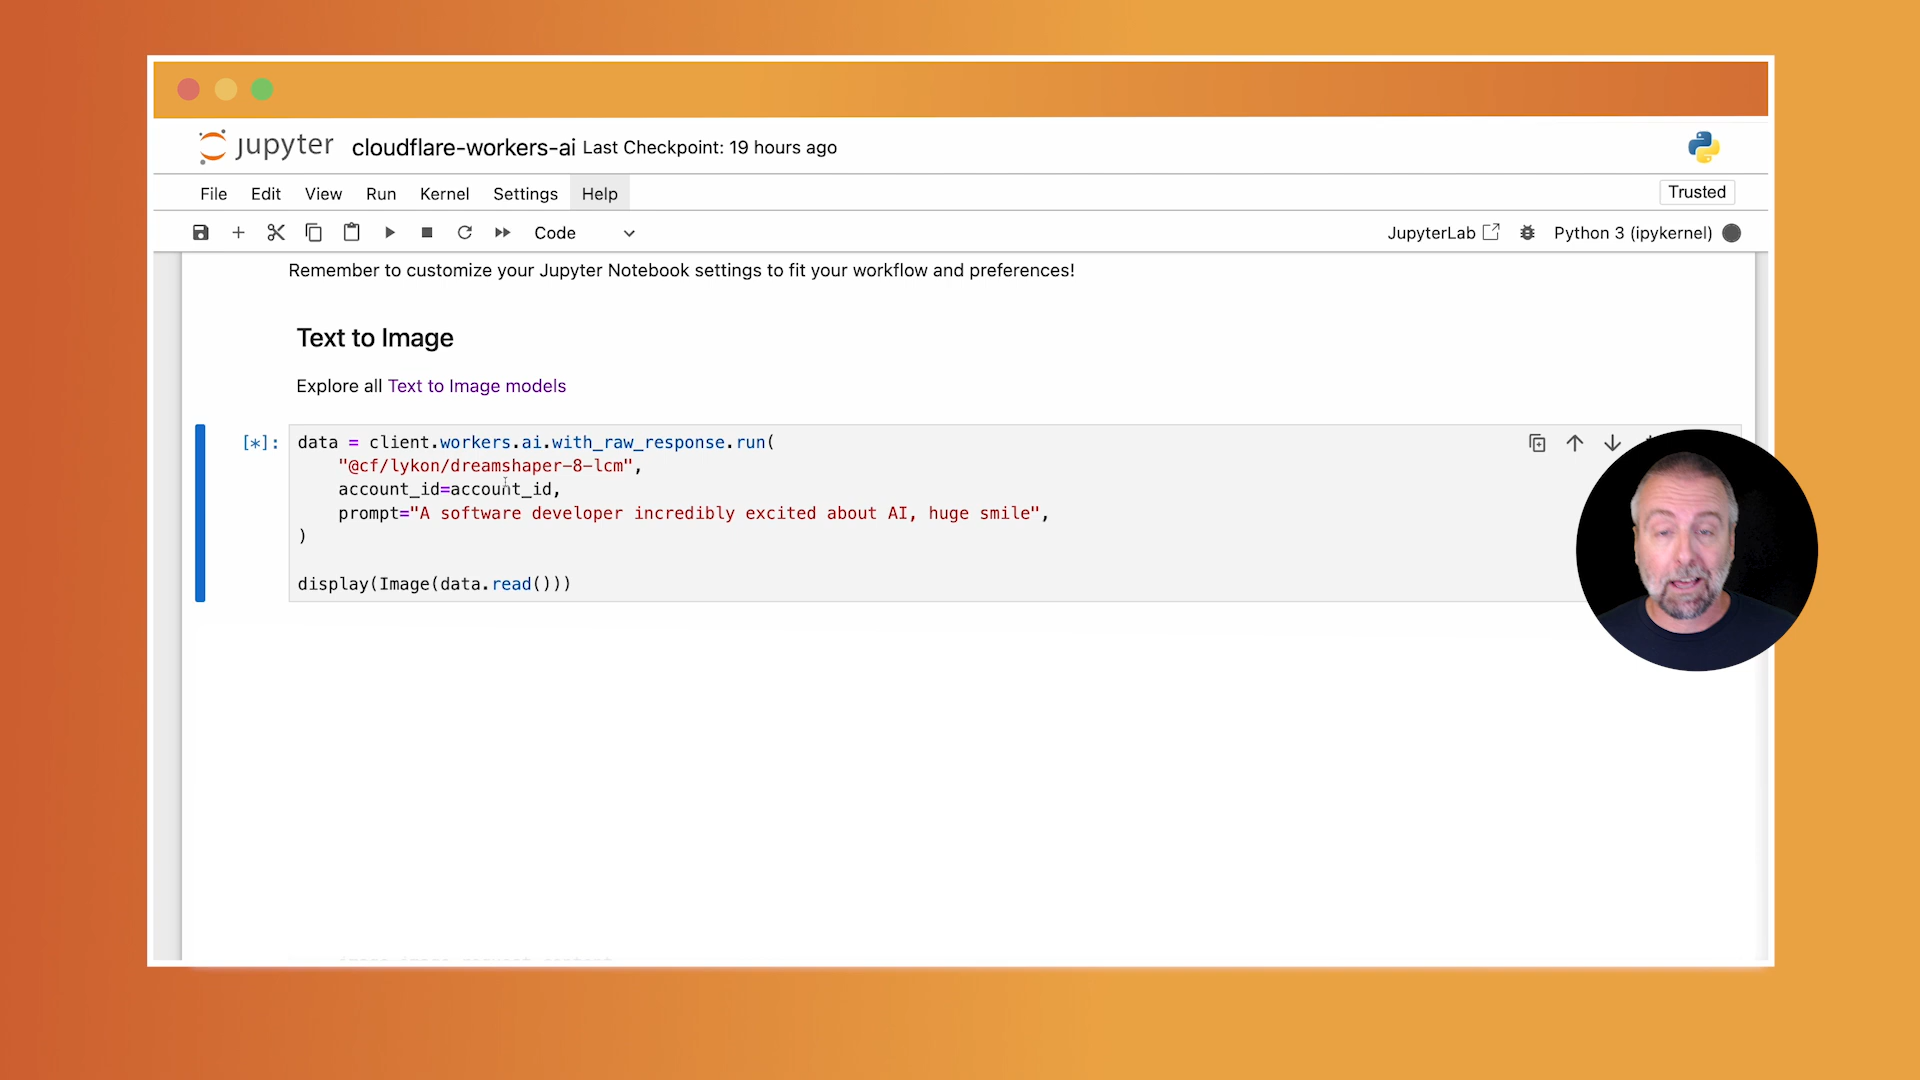 jupyter cloudflare-workers-ai Last Checkpoint: 19 hours ago
File Edit View Run Kernel Settings Help Trusted
Code JupyterLab Python 3 (ipykernel)
Remember to customize your Jupyter Notebook settings to fit your workflow and preferences!
Text to Image
Explore all Text to Image models
[*]: data = client.workers.ai.with_raw_response.run(
"@cf/lykon/dreamshaper-8-lcm",
account_id=account_id,
prompt="A software developer incredibly excited about AI, huge smile",
)
display(Image(data.read()))